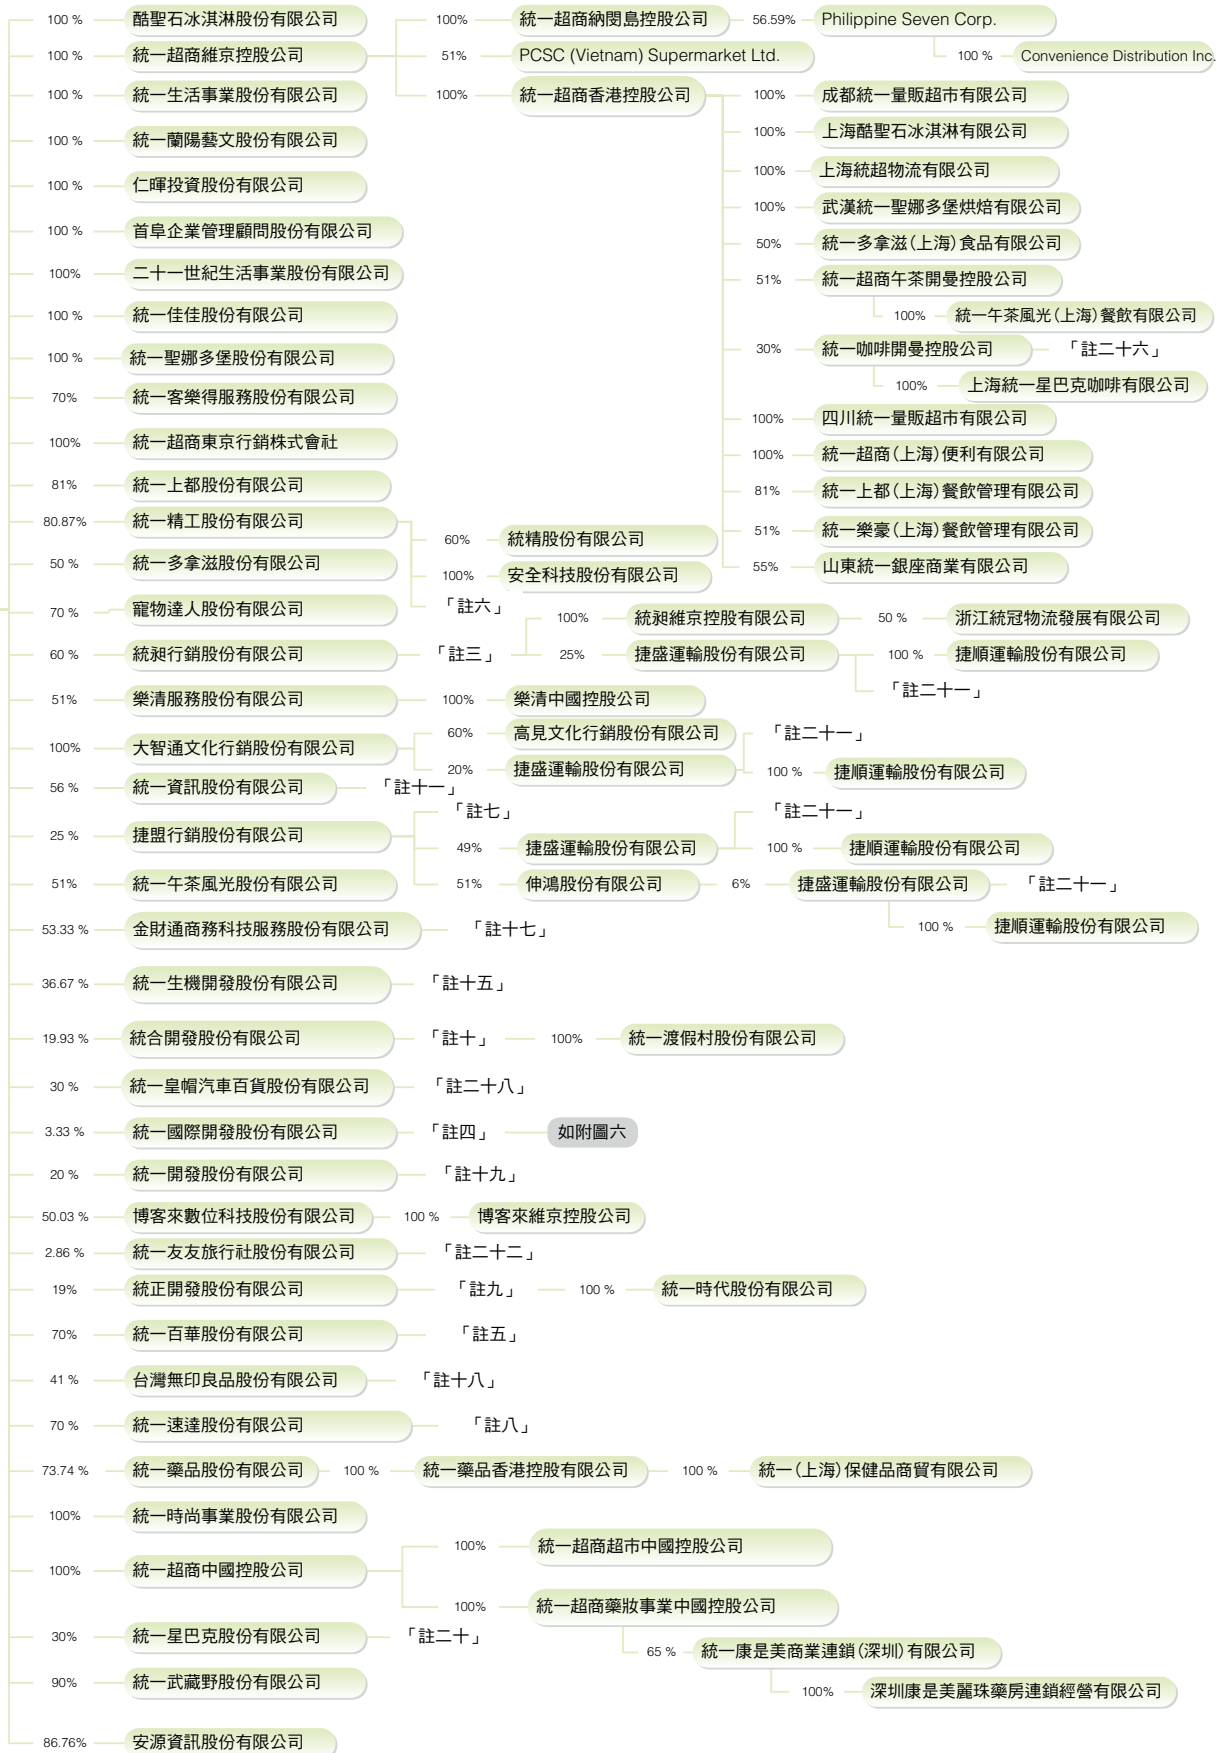 100 % 酷聖石冰淇淋股份有限公司 100% 統一超商納閩島控股公司 56.59% Philippine Seven Corp.
100 % 統一超商維京控股公司 51% PCSC (Vietnam) Supermarket Ltd. 100 % Convenience Distribution Inc.
100 % 統一生活事業股份有限公司 100% 統一超商香港控股公司 100% 成都統一量販超市有限公司
100% 上海酷聖石冰淇淋有限公司
100 % 統一蘭陽藝文股份有限公司
100% 上海統超物流有限公司
100 % 仁暉投資股份有限公司
100% 武漢統一聖娜多堡烘焙有限公司
100 % 首阜企業管理顧問股份有限公司
50% 統一多拿滋(上海)食品有限公司
100% 二十一世紀生活事業股份有限公司 51% 統一超商午茶開曼控股公司
100 % 統一佳佳股份有限公司 100% 統一午茶風光(上海)餐飲有限公司
100 % 統一聖娜多堡股份有限公司 30% 統一咖啡開曼控股公司 「註二十六」
100% 上海統一星巴克咖啡有限公司
70% 統一客樂得服務股份有限公司
100% 四川統一量販超市有限公司
100% 統一超商東京行銷株式會社
100% 統一超商(上海)便利有限公司
81% 統一上都股份有限公司 81% 統一上都(上海)餐飲管理有限公司
80.87% 統一精工股份有限公司
60% 統精股份有限公司 51% 統一樂豪(上海)餐飲管理有限公司
50 % 統一多拿滋股份有限公司 100% 安全科技股份有限公司 55% 山東統一銀座商業有限公司
70 % 寵物達人股份有限公司 「註六」 100% 統昶維京控股有限公司 50 % 浙江統冠物流發展有限公司
60 % 統昶行銷股份有限公司 「註三」 25% 捷盛運輸股份有限公司 100 % 捷順運輸股份有限公司
「註二十一」
51% 樂清服務股份有限公司 100% 樂清中國控股公司
60% 高見文化行銷股份有限公司 「註二十一」
100% 大智通文化行銷股份有限公司
20% 捷盛運輸股份有限公司 100 % 捷順運輸股份有限公司
56 % 統一資訊股份有限公司 「註十一」
「註七」 「註二十一」
25 % 捷盟行銷股份有限公司
49% 捷盛運輸股份有限公司 100 % 捷順運輸股份有限公司
51% 統一午茶風光股份有限公司 51% 伸鴻股份有限公司 6% 捷盛運輸股份有限公司 「註二十一」
53.33 % 金財通商務科技服務股份有限公司 「註十七」 100 % 捷順運輸股份有限公司
36.67 % 統一生機開發股份有限公司 「註十五」
19.93 % 統合開發股份有限公司 「註十」 100% 統一渡假村股份有限公司
30 % 統一皇帽汽車百貨股份有限公司 「註二十八」
3.33 % 統一國際開發股份有限公司 「註四」 如附圖六
20 % 統一開發股份有限公司 「註十九」
50.03 % 博客來數位科技股份有限公司 100 % 博客來維京控股公司
2.86 % 統一友友旅行社股份有限公司 「註二十二」
19% 統正開發股份有限公司 「註九」 100 % 統一時代股份有限公司
70% 統一百華股份有限公司 「註五」
41 % 台灣無印良品股份有限公司 「註十八」
70 % 統一速達股份有限公司 「註八」
73.74 % 統一藥品股份有限公司 100 % 統一藥品香港控股有限公司 100 % 統一(上海)保健品商貿有限公司
100% 統一時尚事業股份有限公司
100% 統一超商超市中國控股公司
100% 統一超商中國控股公司
100% 統一超商藥妝事業中國控股公司
30% 統一星巴克股份有限公司 「註二十」
65 % 統一康是美商業連鎖(深圳)有限公司
90% 統一武藏野股份有限公司
100% 深圳康是美麗珠藥房連鎖經營有限公司
86.76% 安源資訊股份有限公司